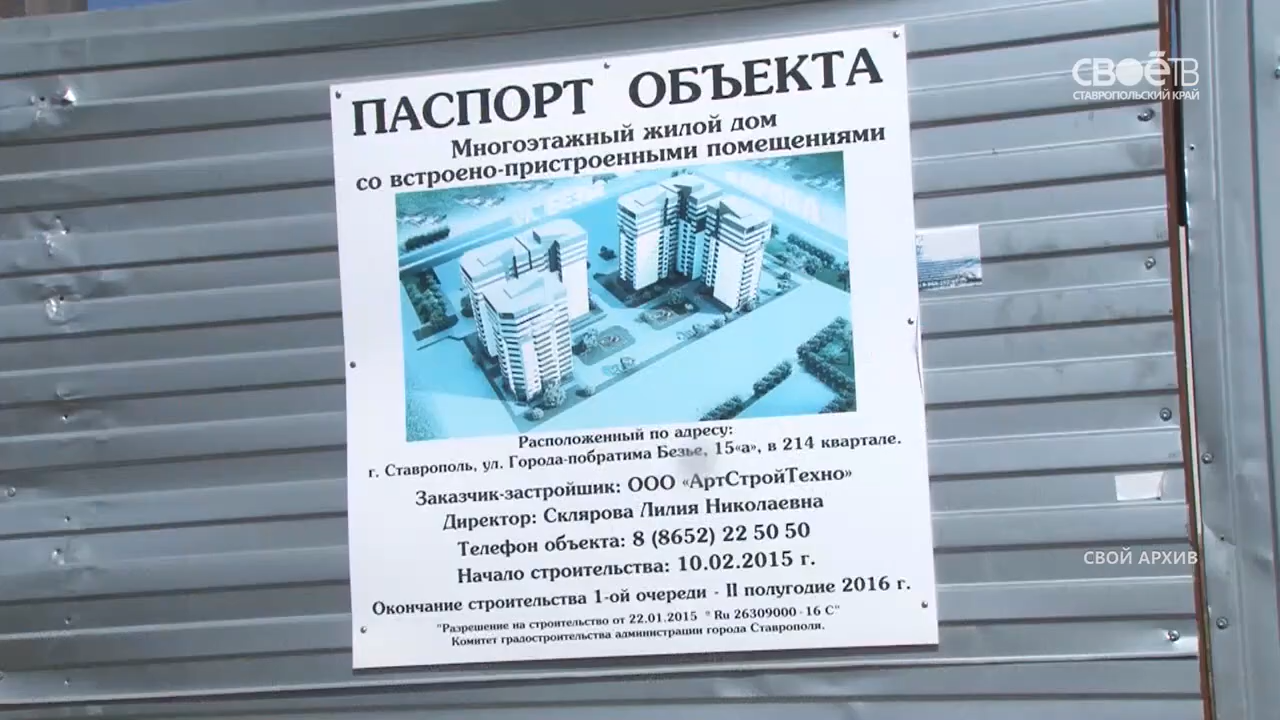 СВОЁТВ
СТАВРОПОЛЬСКИЙ КРАЙ
ПАСПОРТ ОБЪЕКТА
Многоэтажный жилой дом
со встроено-пристроенными помещениями
Расположенный по адресу:
г. Ставрополь, ул. Города-побратима Безье, 15«а», в 214 квартале.
Заказчик-застройшик: ООО «АртСтройТехно»
Директор: Склярова Лилия Николаевна
Телефон объекта: 8 (8652) 22 50 50
Начало строительства: 10.02.2015 г.
Окончание строительства 1-ой очереди - II полугодие 2016 г.
"Разрешение на строительство от 22.01.2015 " Ru 26309000 - 16 С"
Комитет градостроительства администрации города Ставрополя.
СВОЙ АРХИВ